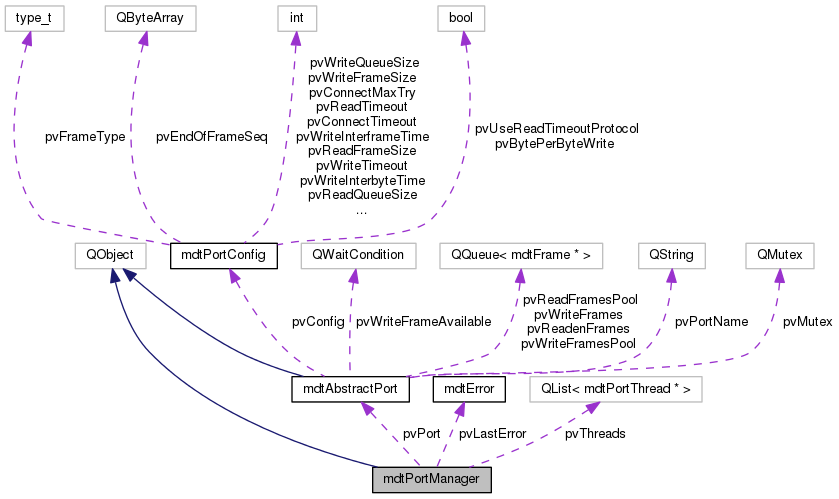 type_t
QByteArray
int
bool
pvFrameType
pvEndOfFrameSeq
pvWriteQueueSize
pvWriteFrameSize
pvConnectMaxTry
pvReadTimeout
pvConnectTimeout
pvWriteInterframeTime
pvReadFrameSize
pvWriteTimeout
pvWriteInterbyteTime
pvReadQueueSize
...
pvUseReadTimeoutProtocol
pvBytePerByteWrite
QObject
mdtPortConfig
QWaitCondition
QQueue< mdtFrame * >
QString
QMutex
pvConfig
pvWriteFrameAvailable
pvReadFramesPool
pvWriteFrames
pvReadenFrames
pvWriteFramesPool
pvPortName
pvMutex
mdtAbstractPort
mdtError
QList< mdtPortThread * >
pvPort
pvLastError
pvThreads
mdtPortManager